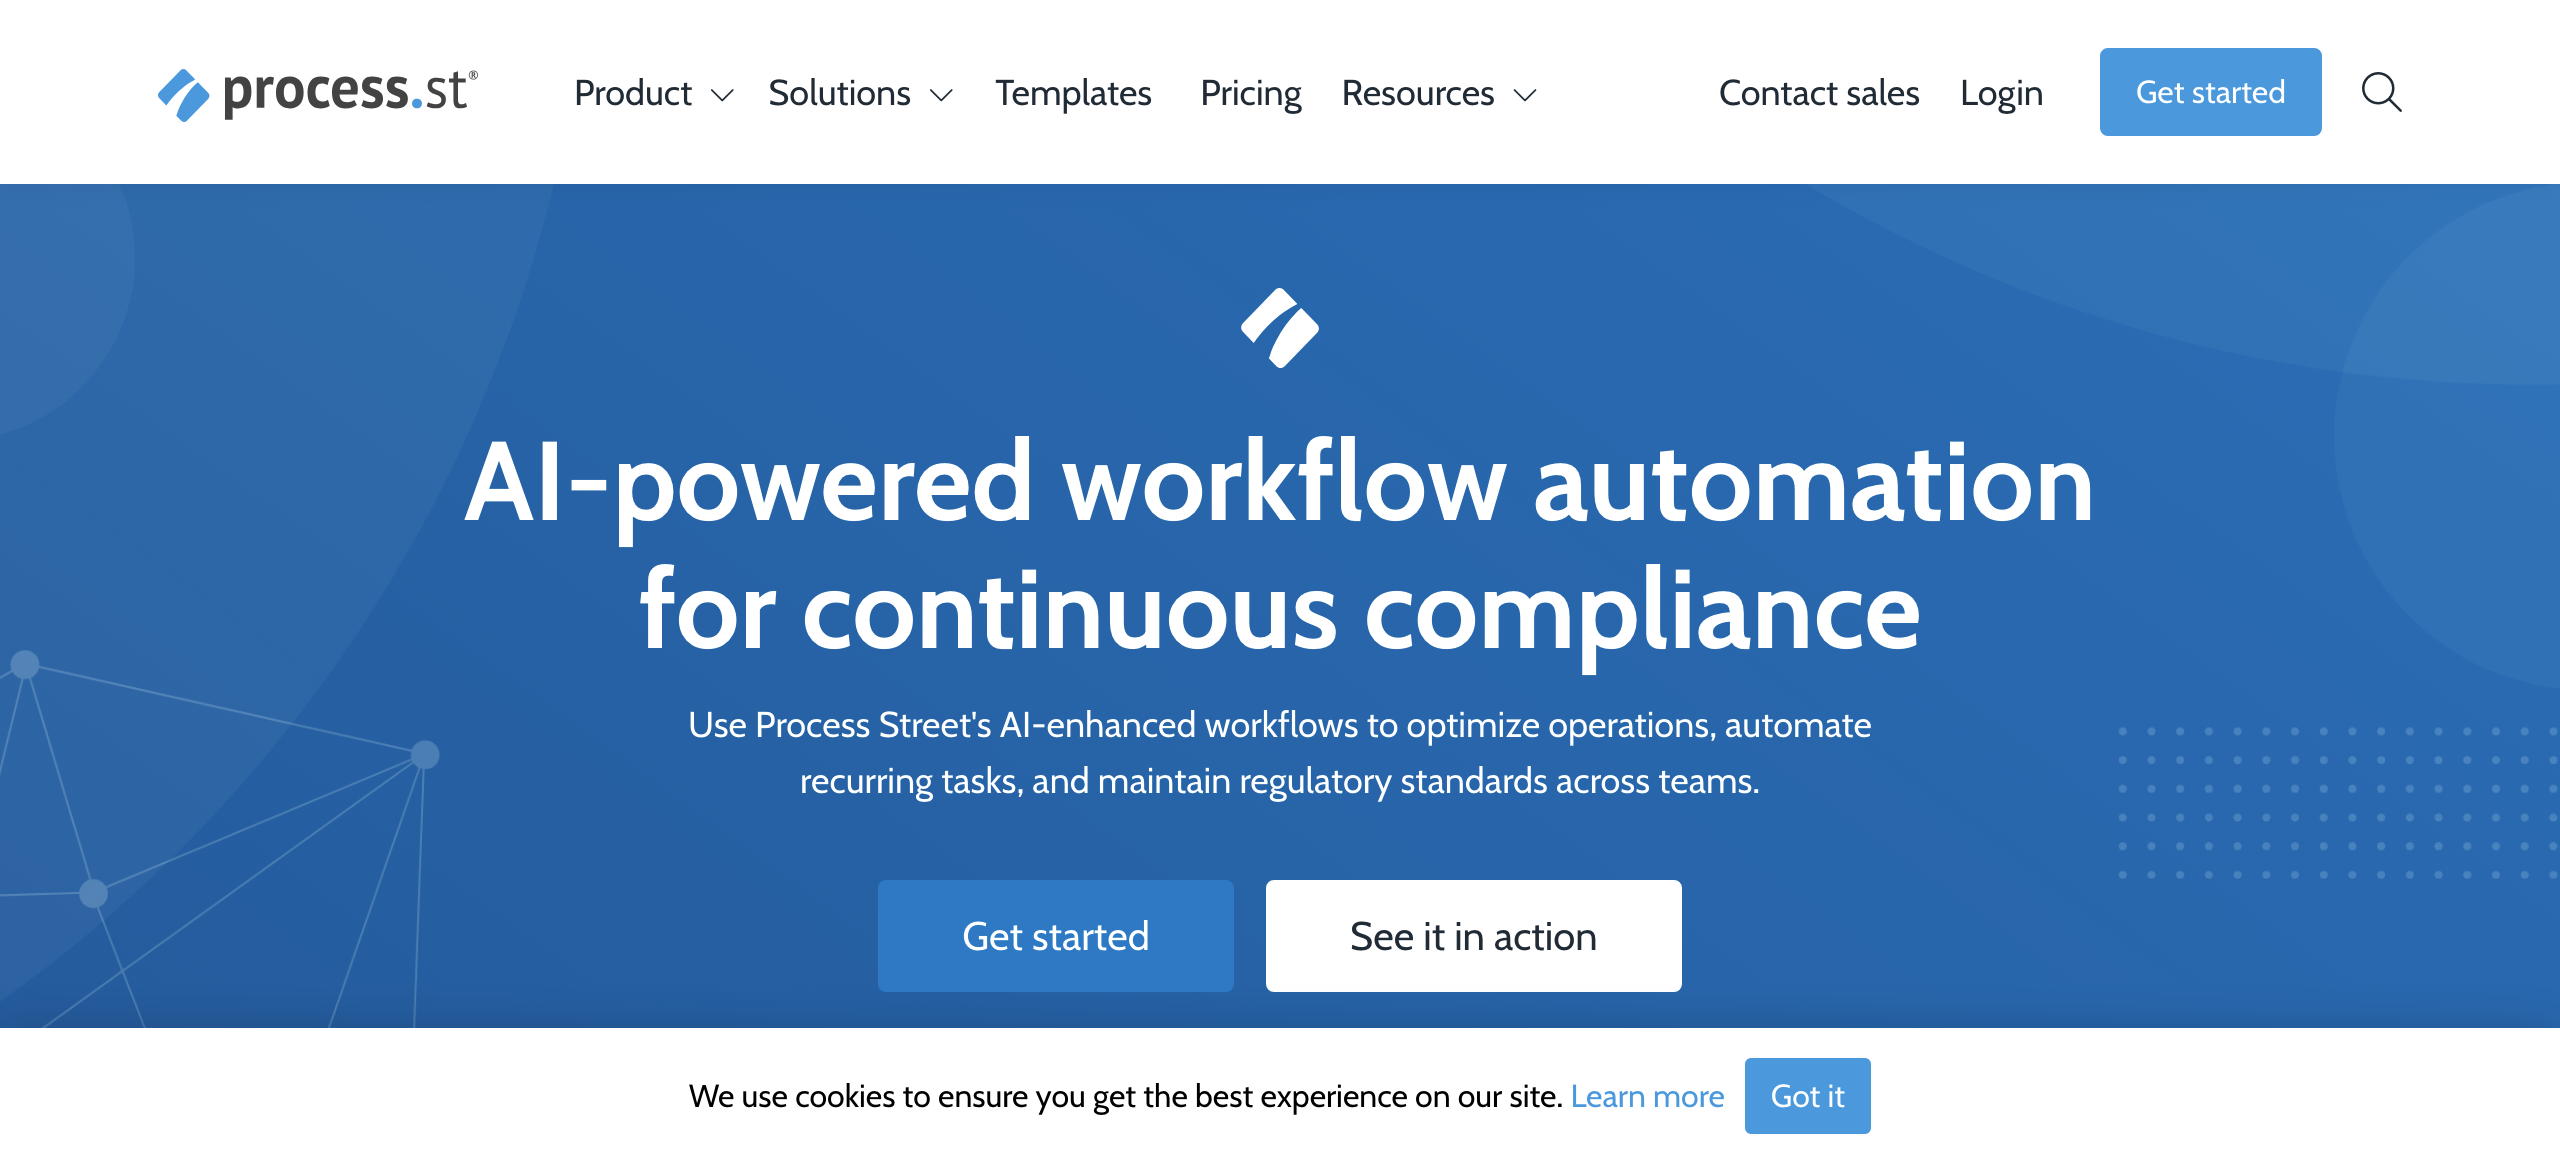 process.st®
Product
Solutions
Templates
Pricing
Resources
Contact sales
Login
Get started
AI-powered workflow automation
for continuous compliance
Use Process Street's AI-enhanced workflows to optimize operations, automate
recurring tasks, and maintain regulatory standards across teams.
Get started
See it in action
We use cookies to ensure you get the best experience on our site. Learn more
Got it